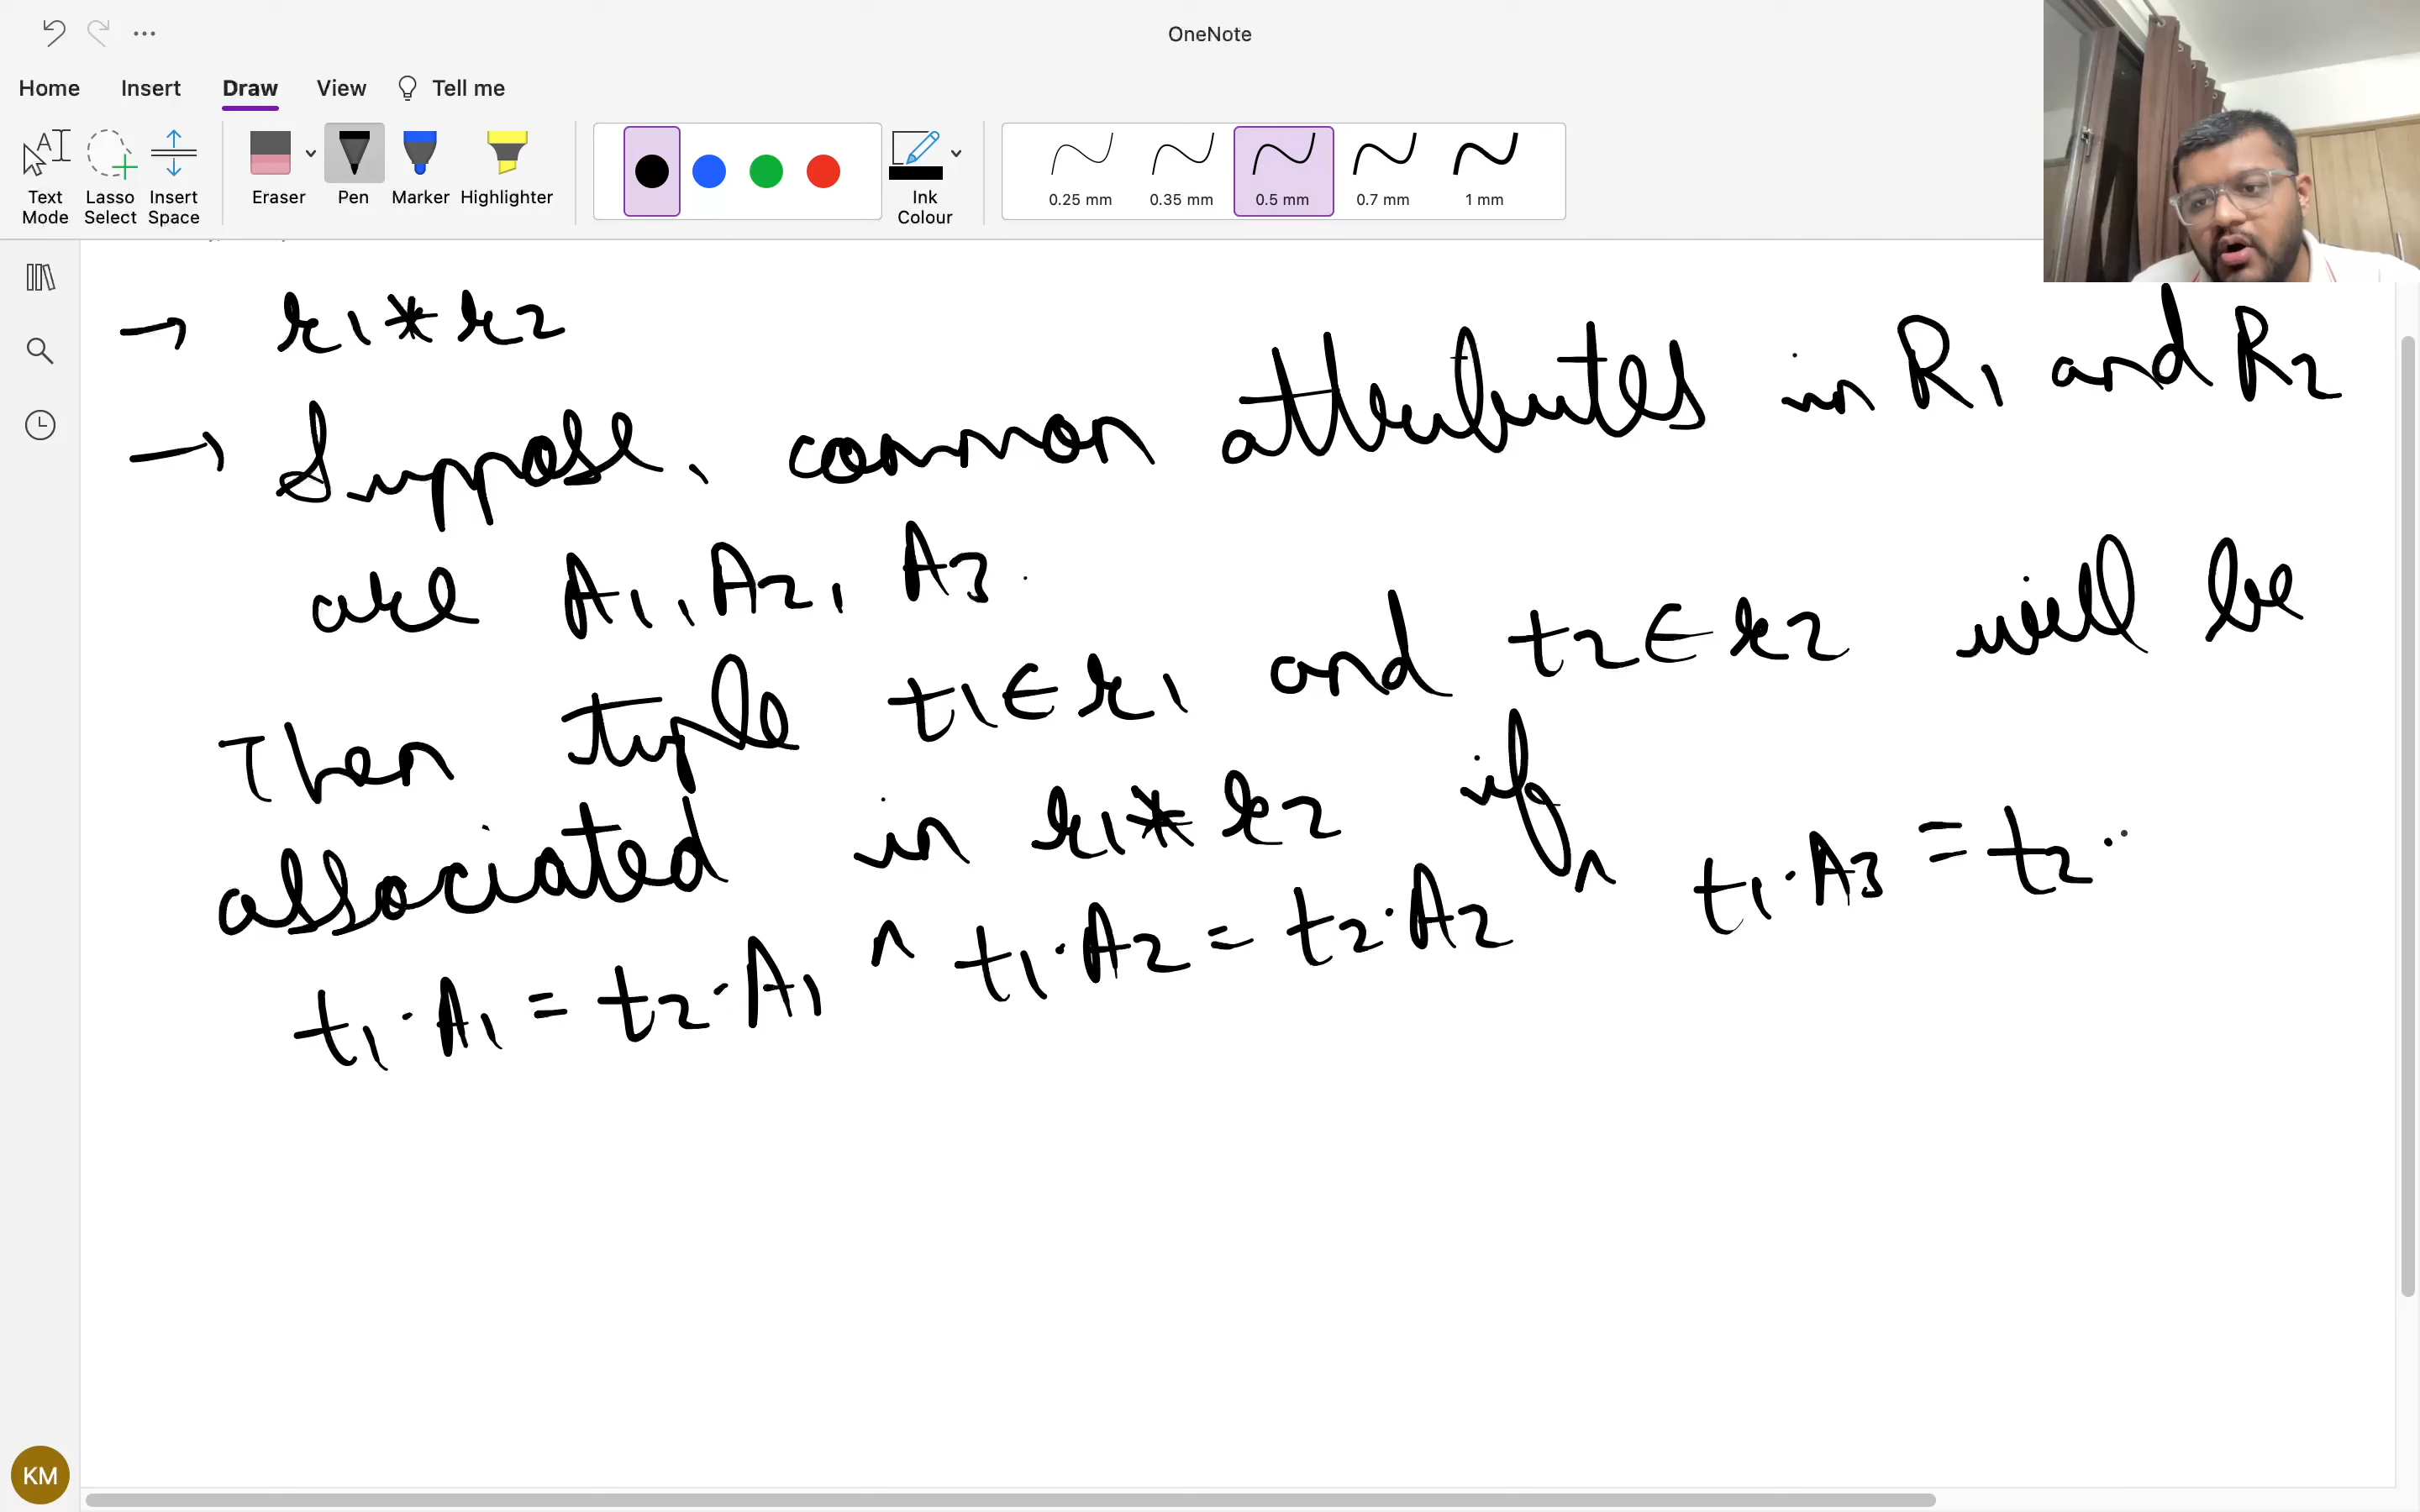 OneNote
Home Insert Draw View Tell me
Text Mode Lasso Select Insert Space Eraser Pen Marker Highlighter Ink Colour 0.25 mm 0.35 mm 0.5 mm 0.7 mm 1 mm
→ r1 * r2
→ Suppose, common attributes in R1 and R2
are A1, A2, A3.
Then tuple t1 ∈ r1 and t2 ∈ r2 will be
associated in r1 * r2 if
t1·A1 = t2·A1 ^ t1·A2 = t2·A2 ^ t1·A3 = t2·
KM